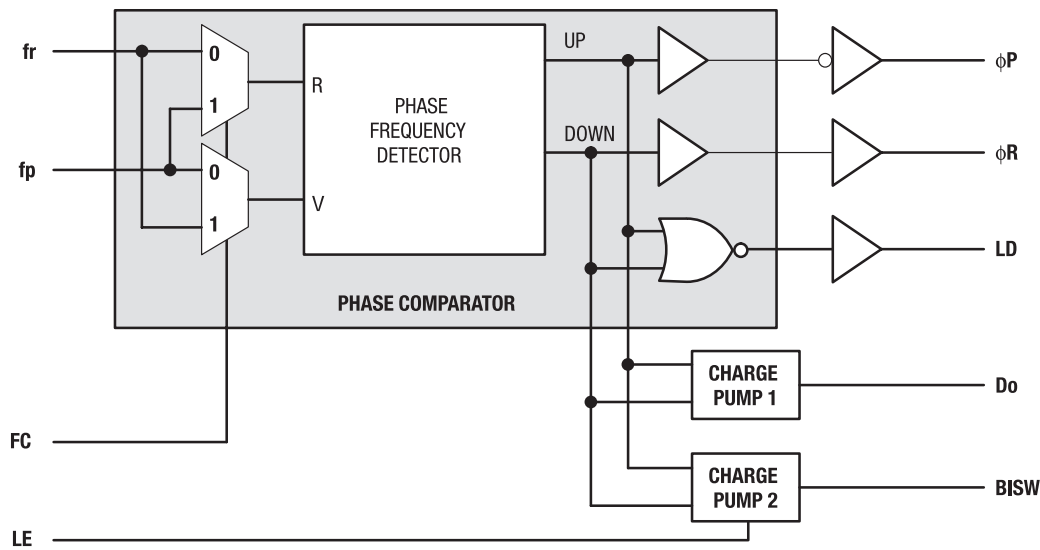 fr
0
1
R
PHASE
FREQUENCY
DETECTOR
UP
ϕP
fp
0
1
V
DOWN
ϕR
LD
PHASE COMPARATOR
CHARGE
PUMP 1
Do
FC
CHARGE
PUMP 2
BISW
LE